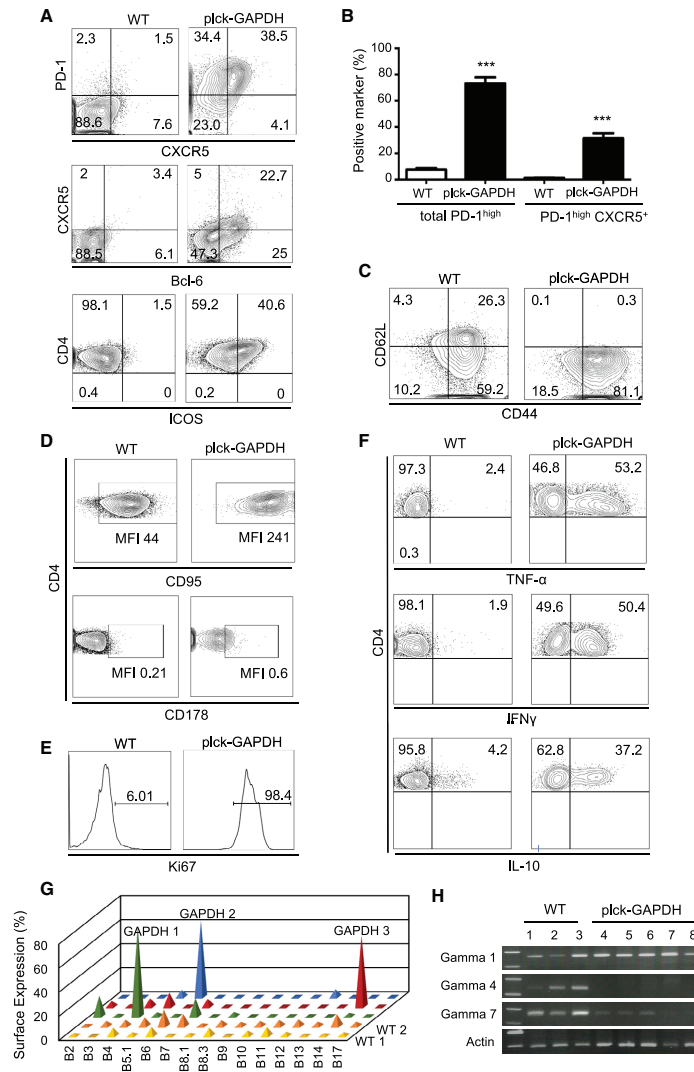 A
WT
plck-GAPDH
2.3
1.5
34.4
38.5
PD-1
88.6
7.6
23.0
4.1
CXCR5
2
3.4
5
22.7
CXCR5
88.5
6.1
47.3
25
Bcl-6
98.1
1.5
59.2
40.6
CD4
0.4
0
0.2
0
ICOS
B
Positive marker (%)
100
80
60
40
20
0
***
***
WT
plck-GAPDH
WT
plck-GAPDH
total PD-1high
PD-1high CXCR5+
C
WT
plck-GAPDH
4.3
26.3
0.1
0.3
CD62L
10.2
59.2
18.5
81.1
CD44
D
WT
plck-GAPDH
MFI 44
MFI 241
CD95
CD4
MFI 0.21
MFI 0.6
CD178
E
WT
plck-GAPDH
6.01
98.4
Ki67
F
WT
plck-GAPDH
97.3
2.4
46.8
53.2
0.3
TNF-α
98.1
1.9
49.6
50.4
CD4
IFNγ
95.8
4.2
62.8
37.2
IL-10
G
Surface Expression (%)
80
60
40
20
0
GAPDH 1
GAPDH 2
GAPDH 3
WT 2
WT 1
B2
B3
B4
B5.1
B6
B7
B8.1
B8.3
B9
B10
B11
B12
B13
B14
B17
H
WT
plck-GAPDH
1 2 3 4 5 6 7 8
Gamma 1
Gamma 4
Gamma 7
Actin